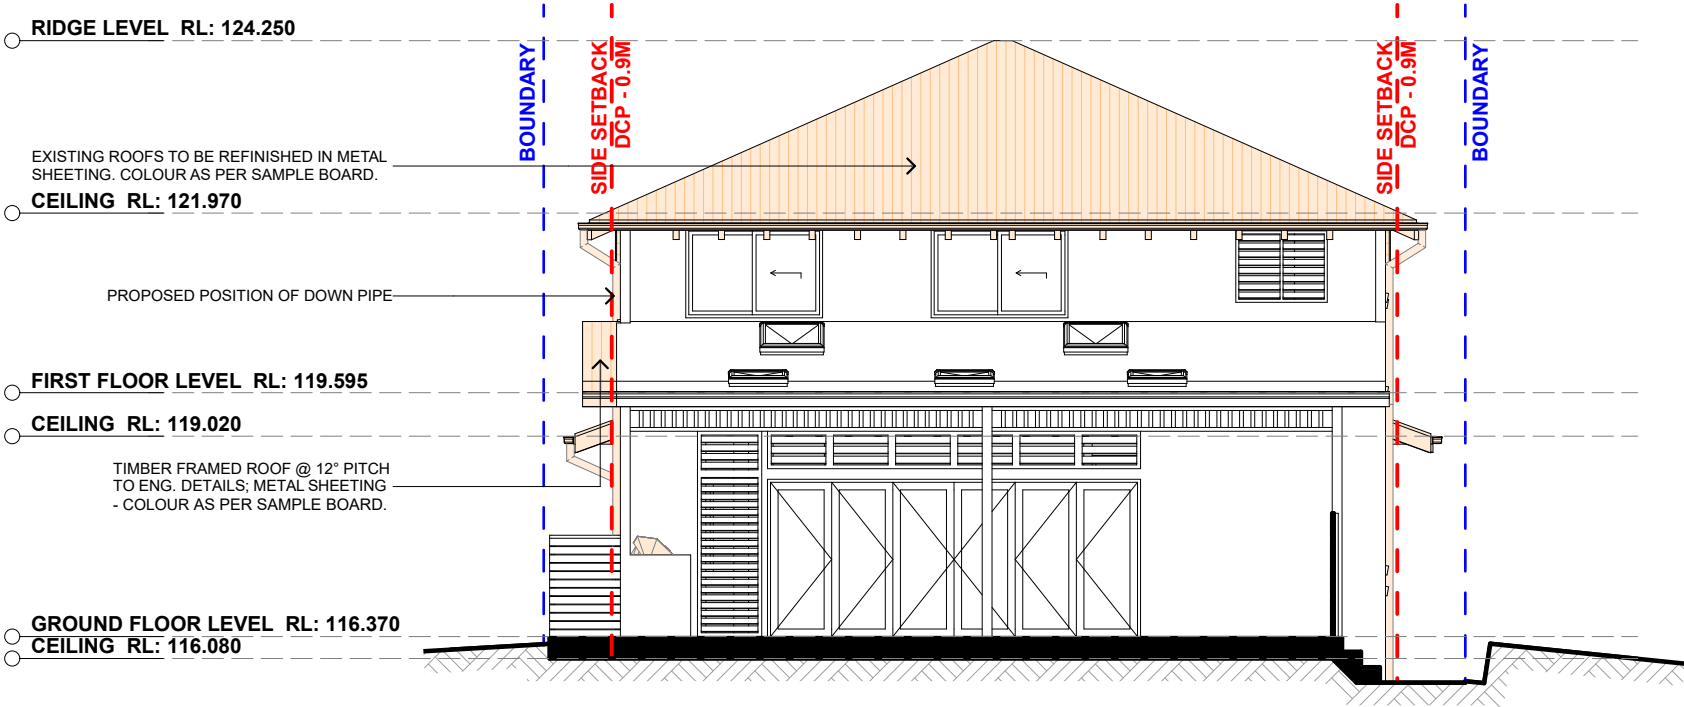 RIDGE LEVEL RL: 124.250
BOUNDARY
SIDE SETBACK
DCP - 0.9M
SIDE SETBACK
DCP - 0.9M
BOUNDARY
EXISTING ROOFS TO BE REFINISHED IN METAL
SHEETING. COLOUR AS PER SAMPLE BOARD.
CEILING RL: 121.970
PROPOSED POSITION OF DOWN PIPE
FIRST FLOOR LEVEL RL: 119.595
CEILING RL: 119.020
TIMBER FRAMED ROOF @ 12° PITCH
TO ENG. DETAILS; METAL SHEETING
- COLOUR AS PER SAMPLE BOARD.
GROUND FLOOR LEVEL RL: 116.370
CEILING RL: 116.080